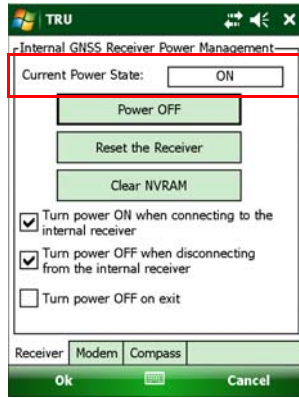 TRU
Internal GNSS Receiver Power Management
Current Power State: ON
Power OFF
Reset the Receiver
Clear NVRAM
Turn power ON when connecting to the
internal receiver
Turn power OFF when disconnecting
from the internal receiver
Turn power OFF on exit
Receiver Modem Compass
Ok Cancel